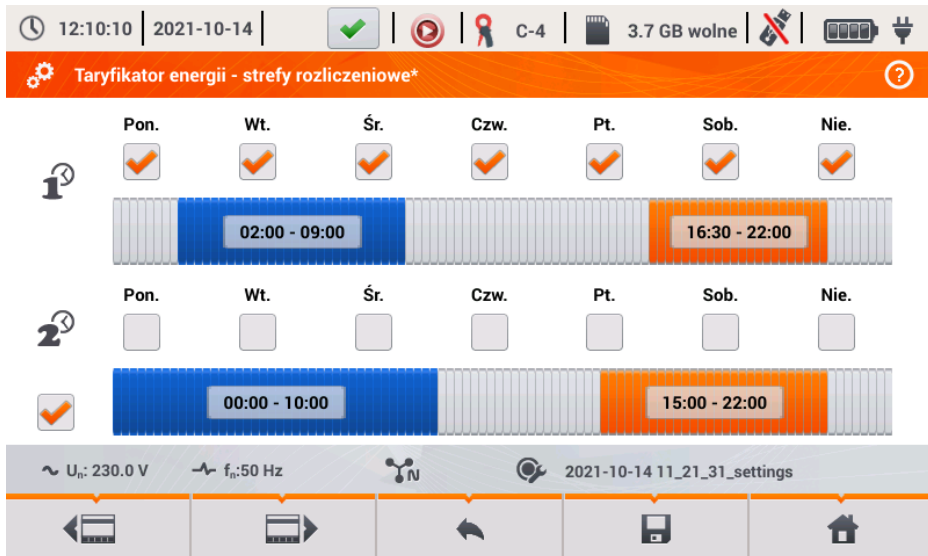 12:10:10 2021-10-14 C-4 3.7 GB wolne
Taryfikator energii - strefy rozliczeniowe* ?
Pon. Wt. Śr. Czw. Pt. Sob. Nie.
1
02:00 - 09:00 16:30 - 22:00
Pon. Wt. Śr. Czw. Pt. Sob. Nie.
2
00:00 - 10:00 15:00 - 22:00
Un: 230.0 V fn:50 Hz N 2021-10-14 11_21_31_settings